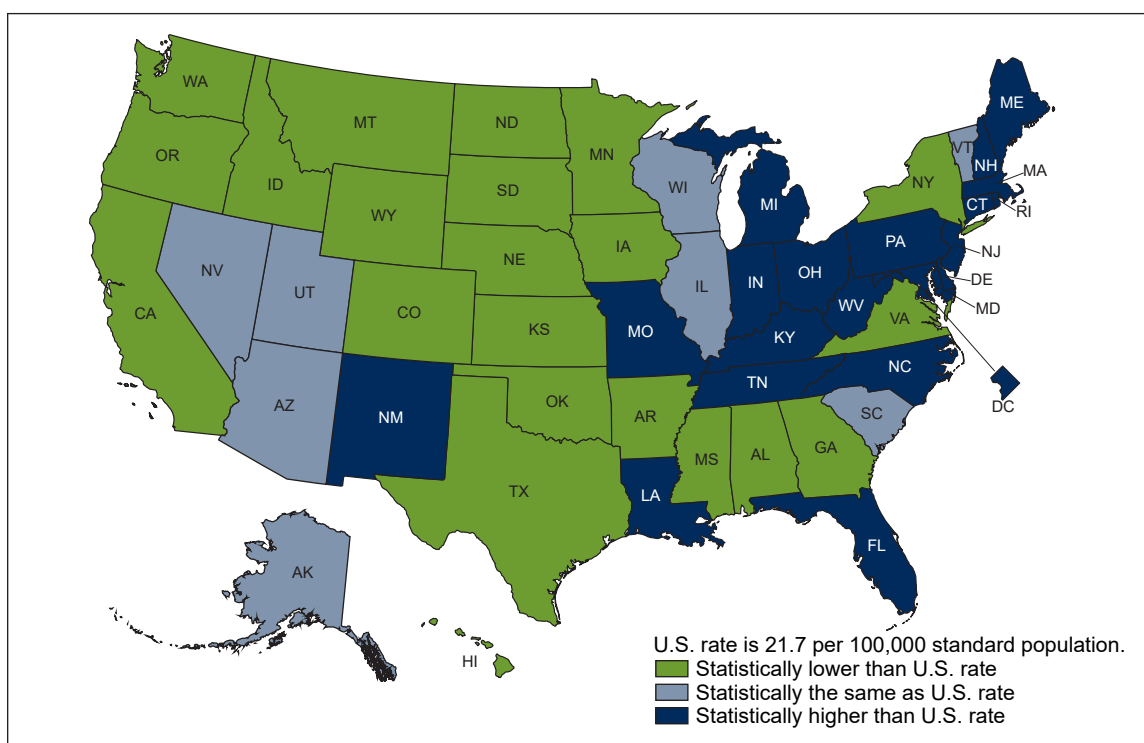 WA
MT
ND
MN
ME
VT
NH
MA
OR
ID
SD
WI
NY
CT
RI
WY
MI
PA
NJ
IA
NE
DE
MD
NV
UT
CO
IL
IN
OH
WV
VA
CA
KS
MO
KY
NC
TN
DC
AZ
NM
OK
AR
SC
MS
AL
GA
TX
LA
FL
AK
HI
U.S. rate is 21.7 per 100,000 standard population.
Statistically lower than U.S. rate
Statistically the same as U.S. rate
Statistically higher than U.S. rate